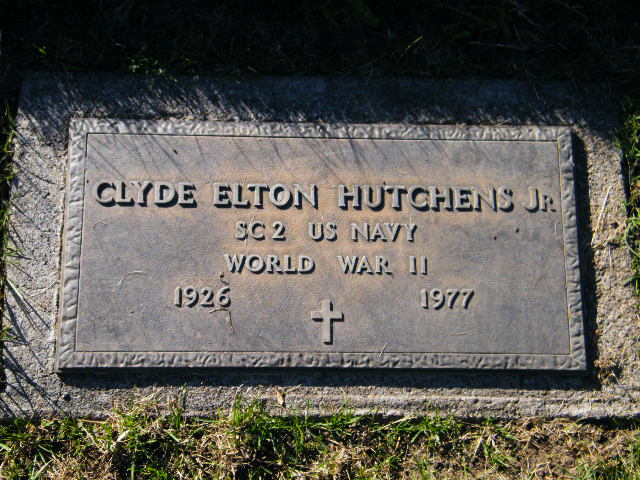 CLYDE ELTON HUTCHENS JR
SC2 US NAVY
WORLD WAR II
1926 1977